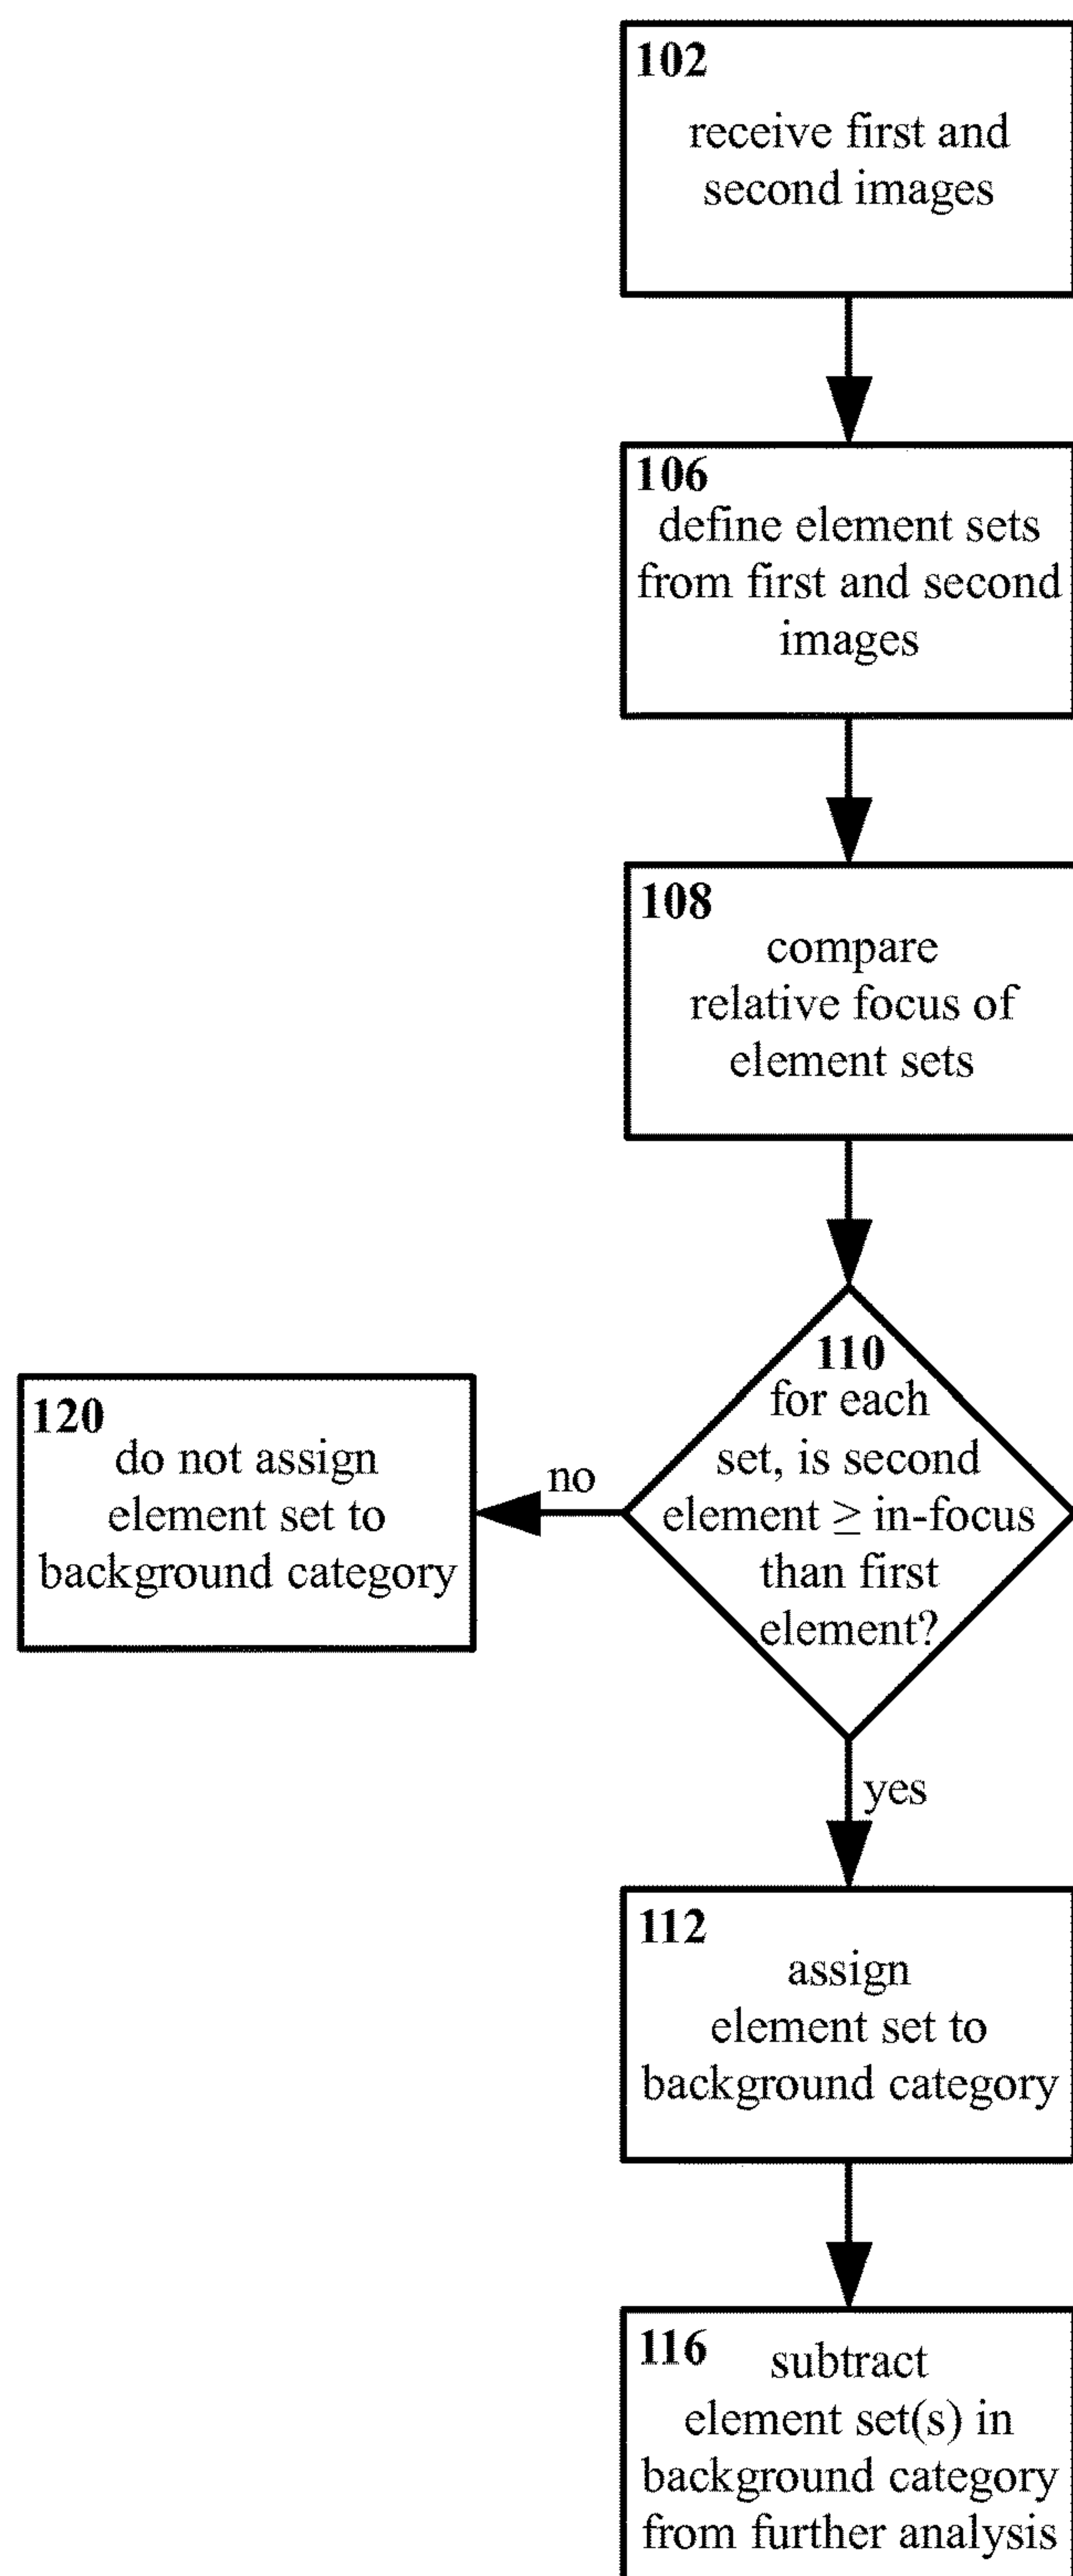 102
receive first and
second images
106
define element sets
from first and second
images
108
compare
relative focus of
element sets
110
for each
set, is second
element ≥ in-focus
than first
element?
no
120
do not assign
element set to
background category
yes
112
assign
element set to
background category
116 subtract
element set(s) in
background category
from further analysis